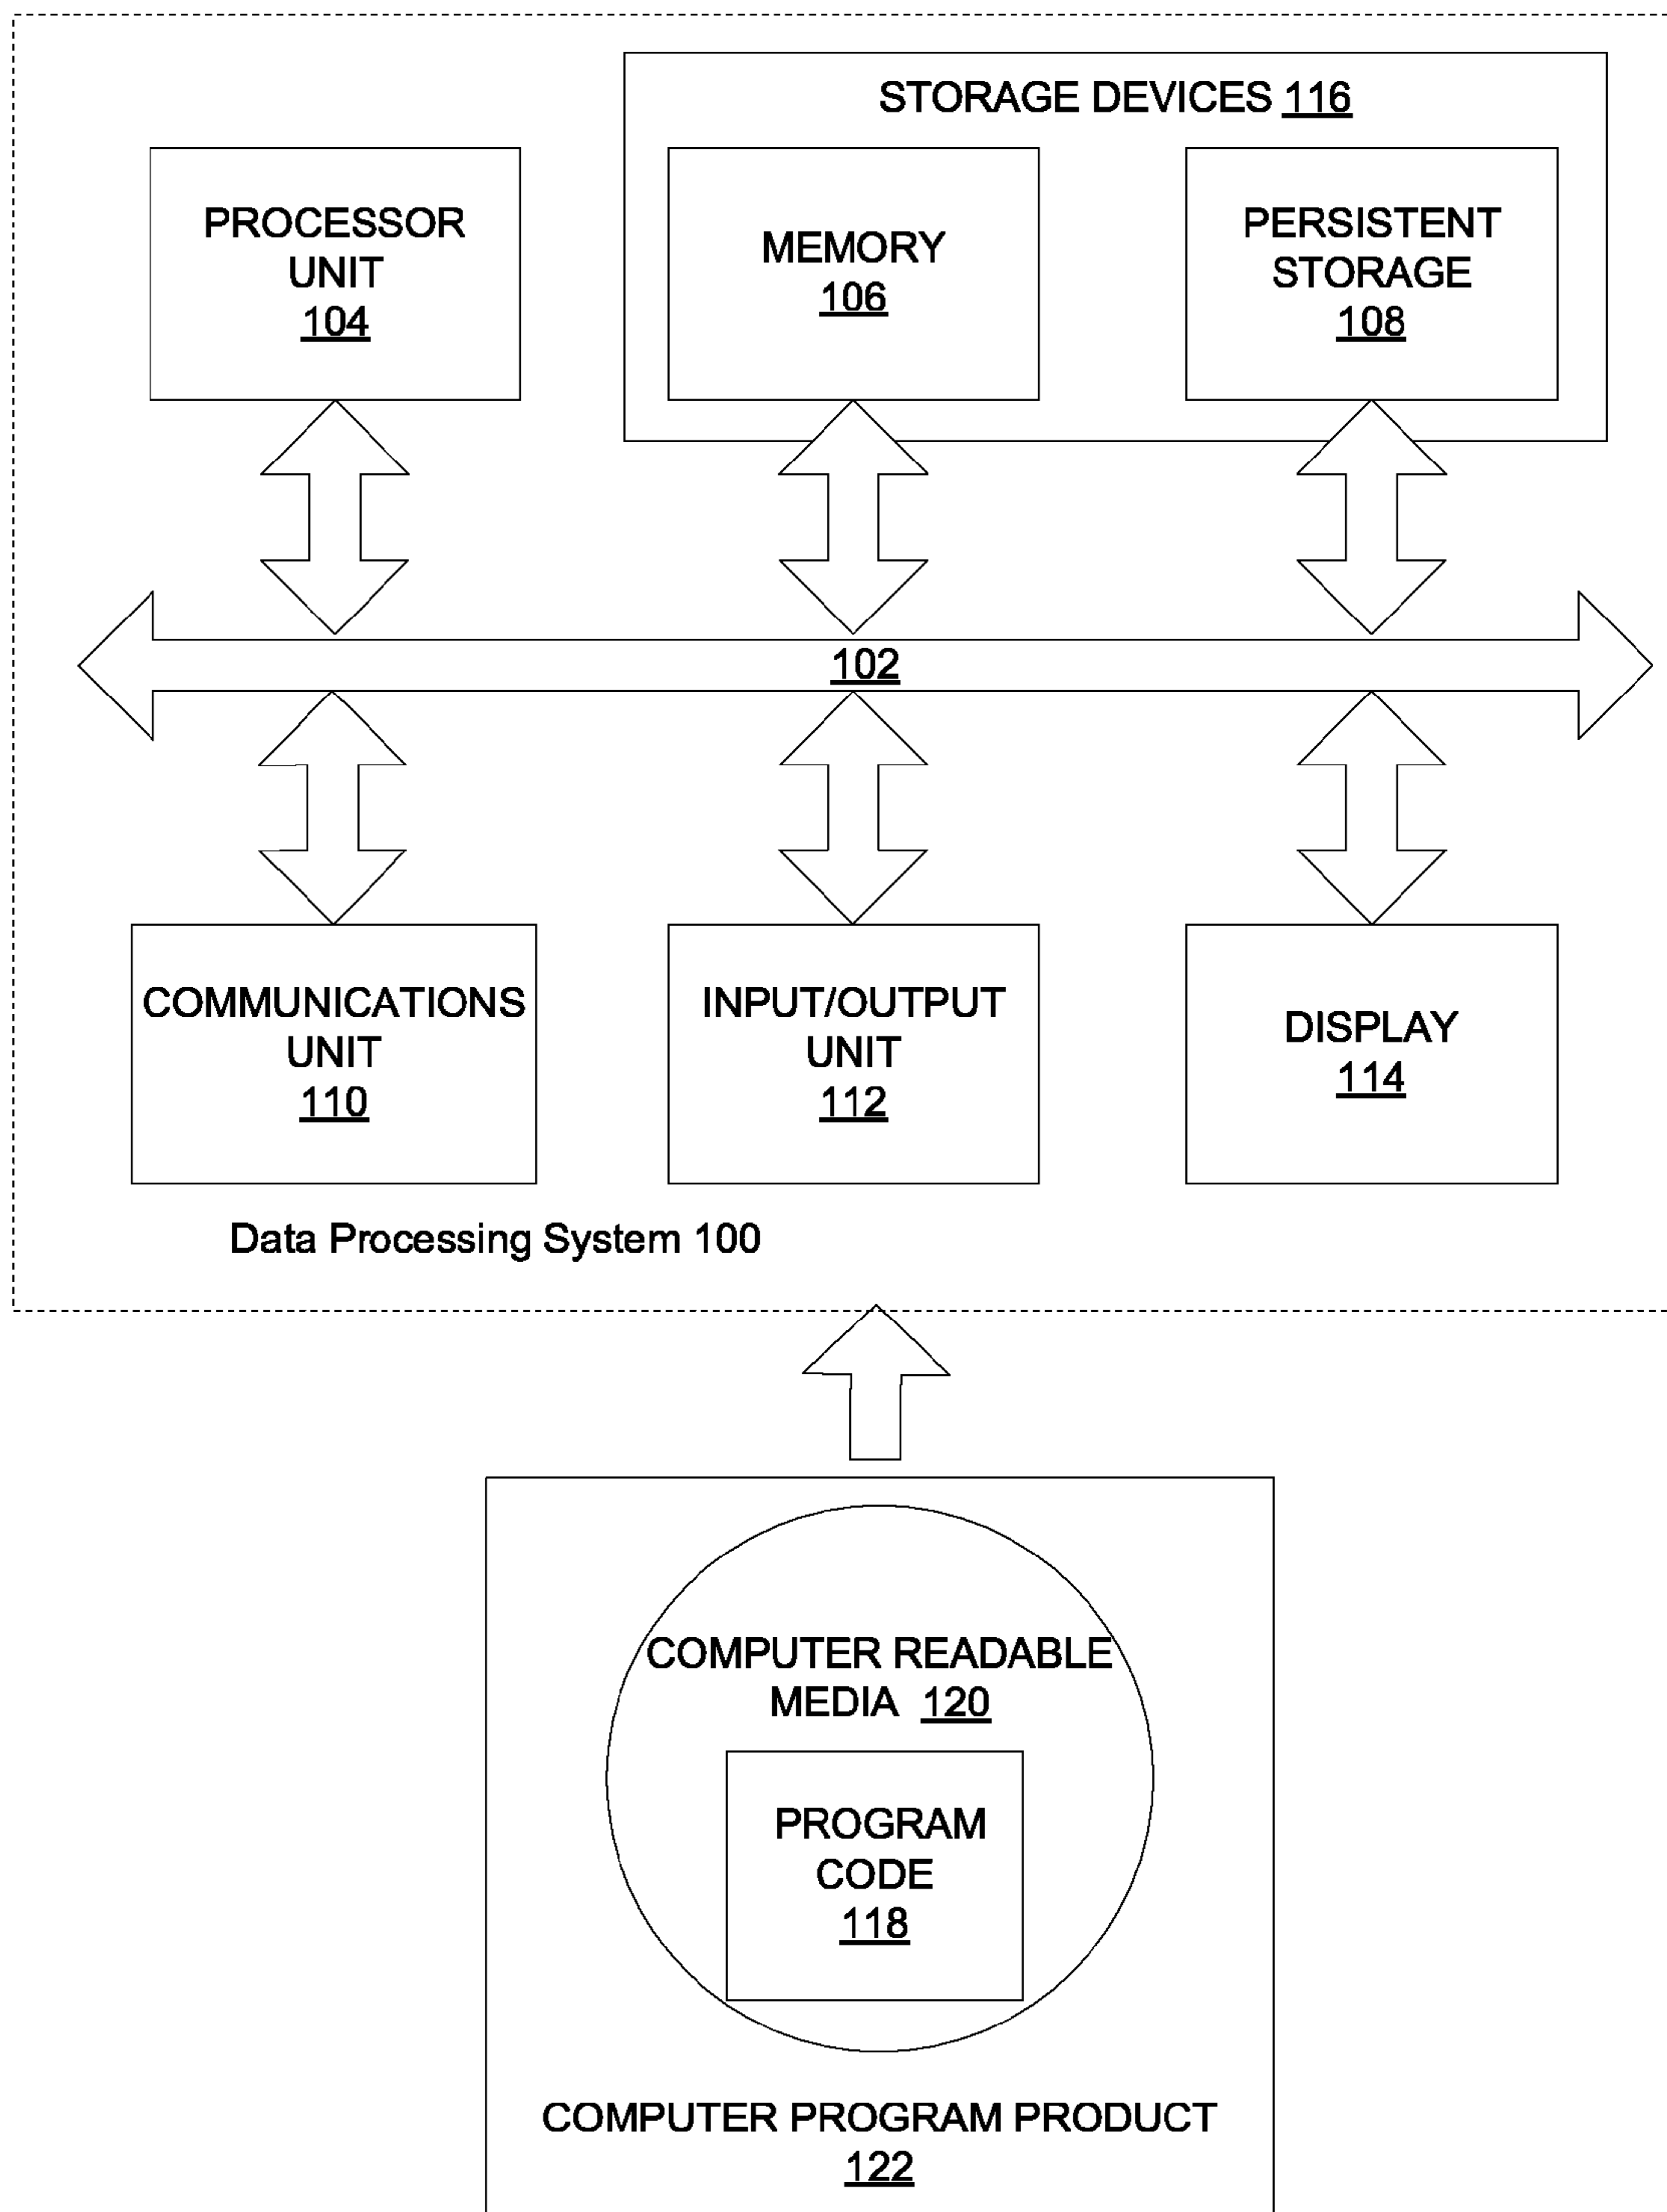 STORAGE DEVICES 116
PROCESSOR
UNIT
104
MEMORY
106
PERSISTENT
STORAGE
108
102
COMMUNICATIONS
UNIT
110
INPUT/OUTPUT
UNIT
112
DISPLAY
114
Data Processing System 100
COMPUTER READABLE
MEDIA 120
PROGRAM
CODE
118
COMPUTER PROGRAM PRODUCT
122